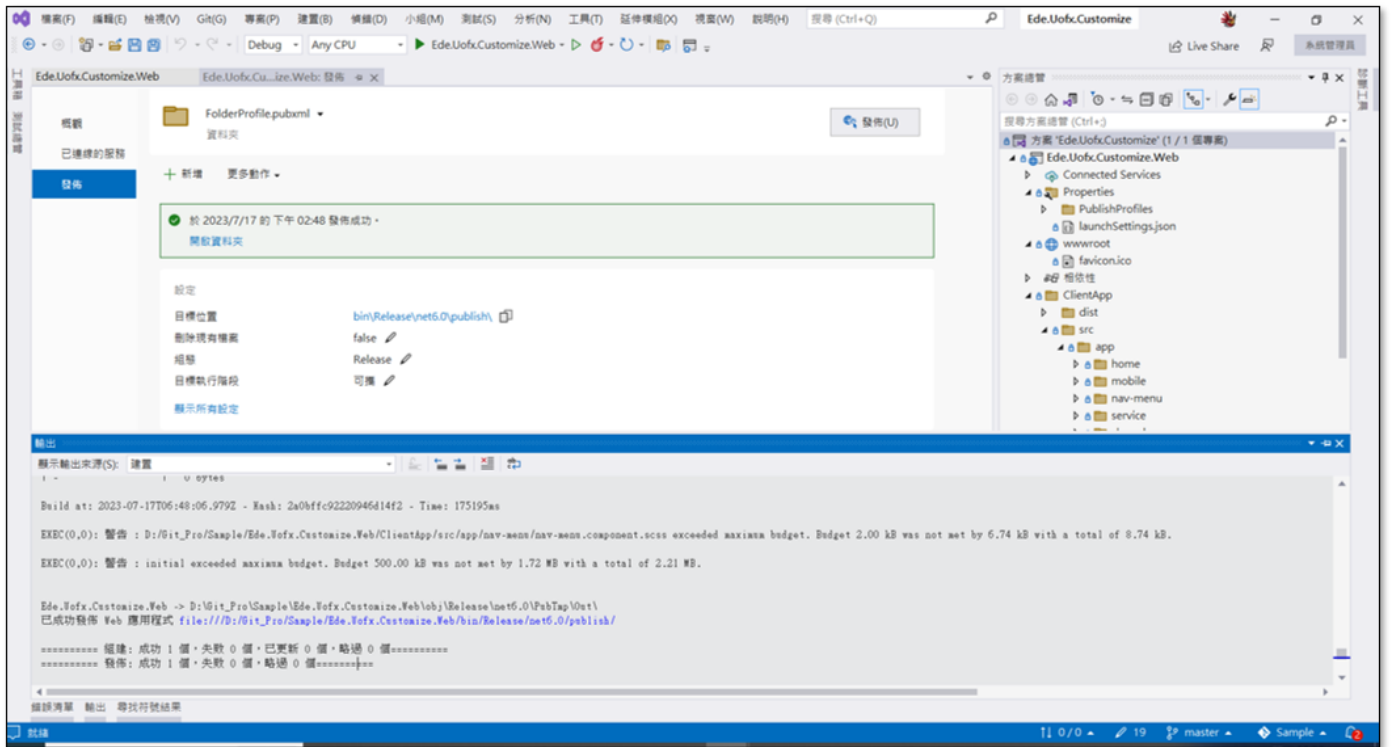 檔案(F) 編輯(E) 檢視(V) Git(G) 專案(P) 建置(B) 偵錯(D) 小組(M) 測試(S) 分析(N) 工具(T) 延伸模組(X) 視窗(W) 說明(H) 搜尋 (Ctrl+Q) Ede.Uofx.Customize
Debug Any CPU Ede.Uofx.Customize.Web Live Share 系統管理員
工具箱 測試總管
Ede.Uofx.Customize.Web Ede.Uofx.Cu...ize.Web: 發佈
概觀
已連線的服務
發佈
FolderProfile.pubxml
資料夾
發佈(U)
新增 更多動作
於 2023/7/17 的 下午 02:48 發佈成功。
開啟資料夾
設定
目標位置 bin\Release\net6.0\publish\
刪除現有檔案 false
組態 Release
目標執行階段 可攜
顯示所有設定
方案總管
搜尋方案總管 (Ctrl+;)
方案 'Ede.Uofx.Customize' (1 / 1 個專案)
Ede.Uofx.Customize.Web
Connected Services
Properties
PublishProfiles
launchSettings.json
wwwroot
favicon.ico
相依性
ClientApp
dist
src
app
home
mobile
nav-menu
service
診斷工具
輸出
顯示輸出來源(S): 建置
0 bytes
Build at: 2023-07-17T06:48:06.979Z - Hash: 2a0bffc92220946d14f2 - Time: 175195ms
EXEC(0,0): 警告 : D:/Git_Pro/Sample/Ede.Uofx.Customize.Web/ClientApp/src/app/nav-menu/nav-menu.component.scss exceeded maximum budget. Budget 2.00 kB was not met by 6.74 kB with a total of 8.74 kB.
EXEC(0,0): 警告 : initial exceeded maximum budget. Budget 500.00 kB was not met by 1.72 MB with a total of 2.21 MB.
Ede.Uofx.Customize.Web -> D:\Git_Pro\Sample\Ede.Uofx.Customize.Web\obj\Release\net6.0\PubTmp\Out\
已成功發佈 Web 應用程式 file:///D:/Git_Pro/Sample/Ede.Uofx.Customize.Web/bin/Release/net6.0/publish/
========== 組建: 成功 1 個，失敗 0 個，已更新 0 個，略過 0 個==========
========== 發佈: 成功 1 個，失敗 0 個，略過 0 個==========
錯誤清單 輸出 尋找符號結果
就緒 0 / 0 19 master Sample 2